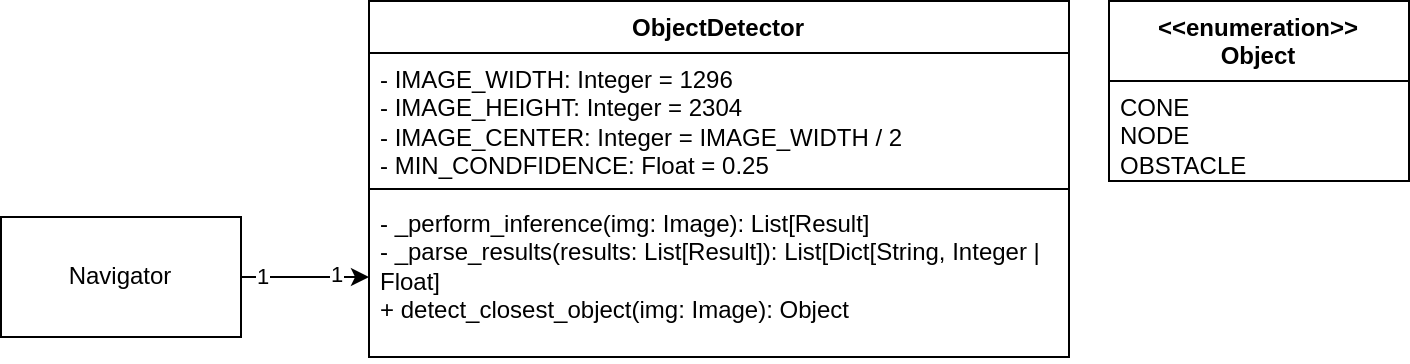 ObjectDetector
- IMAGE_WIDTH: Integer = 1296
- IMAGE_HEIGHT: Integer = 2304
- IMAGE_CENTER: Integer = IMAGE_WIDTH / 2
- MIN_CONDFIDENCE: Float = 0.25
- _perform_inference(img: Image): List[Result]
- _parse_results(results: List[Result]): List[Dict[String, Integer |
Float]
+ detect_closest_object(img: Image): Object
Navigator
1
1
<<enumeration>>
Object
CONE
NODE
OBSTACLE